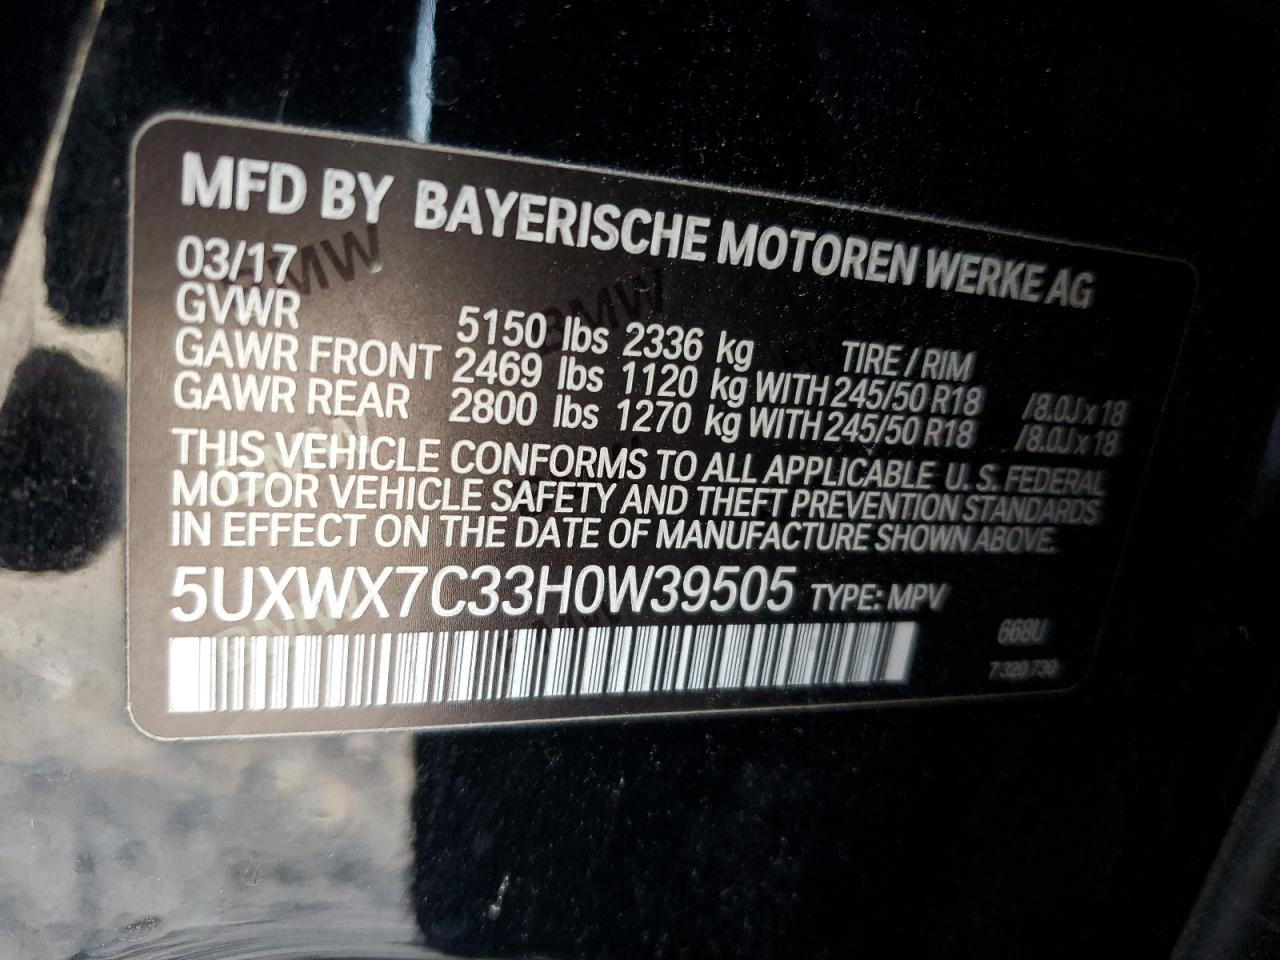 MFD BY BAYERISCHE MOTOREN WERKE AG
03/17
GVWR 5150 lbs 2336 kg TIRE / RIM
GAWR FRONT 2469 lbs 1120 kg WITH 245/50 R18 /8.0J x 18
GAWR REAR 2800 lbs 1270 kg WITH 245/50 R18 /8.0J x 18
THIS VEHICLE CONFORMS TO ALL APPLICABLE U. S. FEDERAL
MOTOR VEHICLE SAFETY AND THEFT PREVENTION STANDARDS
IN EFFECT ON THE DATE OF MANUFACTURE SHOWN ABOVE.
5UXWX7C33H0W39505 TYPE: MPV
668U
7 320 730